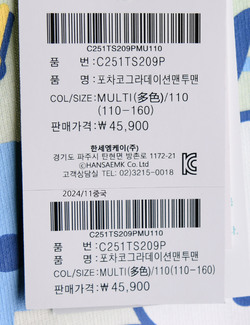 C251TS209PMU110
품 번 : C251TS209P
품 명 : 포차코그라데이션맨투맨
COL/SIZE: MULTI(多色)/110
(110-160)
판매가격: ₩ 45,900
한세엠케이(주)
경기도 파주시 탄현면 방촌로 1172-21
ⓒHANSAEMK Co. Ltd
고객상담실 TEL: 02)3215-0018
2024/11중국
C251TS209PMU110
품 번 : C251TS209P
품 명 : 포차코그라데이션맨투맨
COL/SIZE: MULTI(多色)/110(110-160)
판매가격: ₩ 45,900